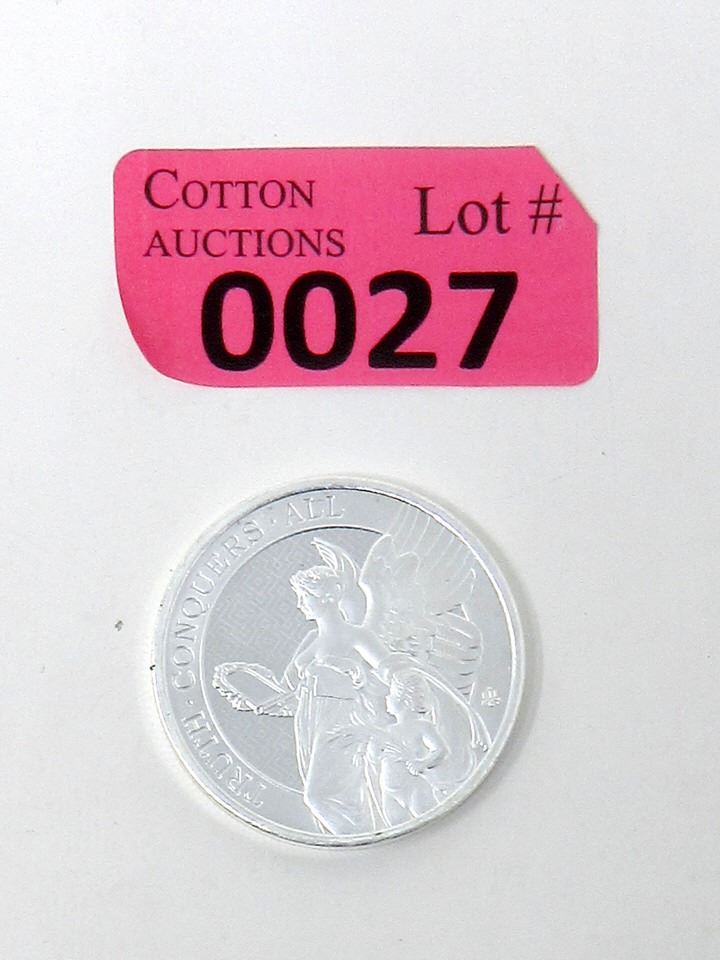 COTTON
AUCTIONS
Lot #
0027
TRUTH · CONQUERS · ALL